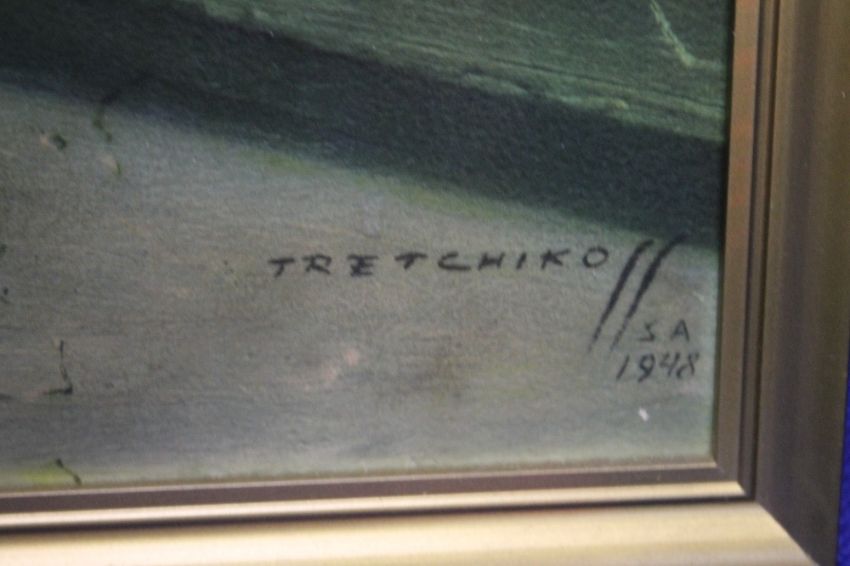 TRETCHIKOff
SA
1948